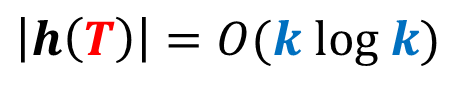 |h(T)| = O(k log k)